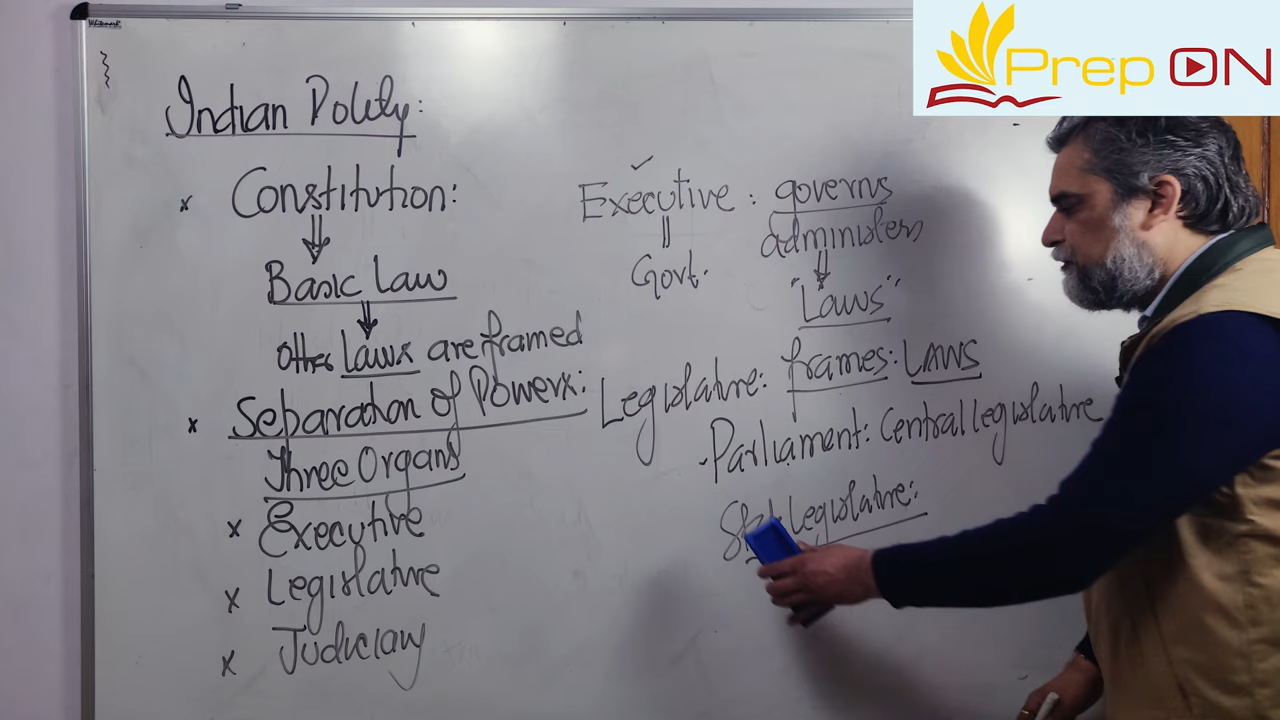 Whitemark
Prep ON
Indian Polity:
x Constitution:
Basic Law
other Laws are framed
x Separation of Powers:
Three Organs
x Executive
x Legislature
x Judiciary
Executive : governs
administers
Govt.
"Laws"
Legislature: frames: LAWS
Parliament: Central legislature
legislature: